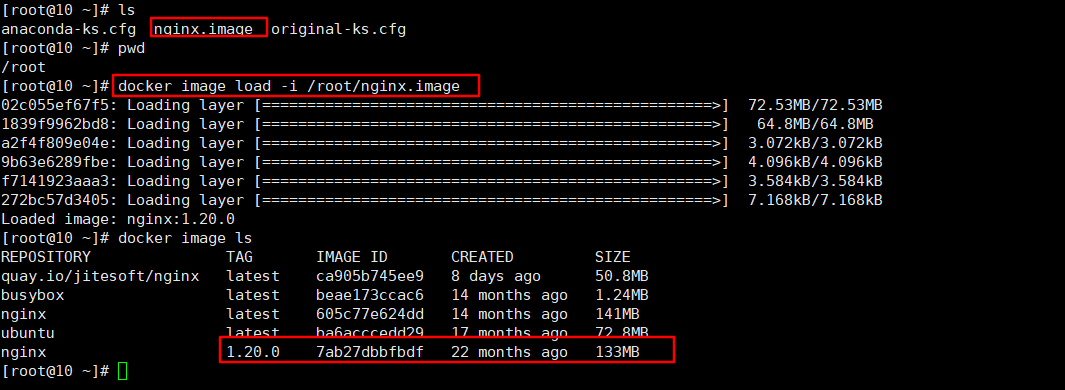 [root@10 ~]# ls
anaconda-ks.cfg  nginx.image  original-ks.cfg
[root@10 ~]# pwd
/root
[root@10 ~]# docker image load -i /root/nginx.image
02c055ef67f5: Loading layer [==================================================>]  72.53MB/72.53MB
1839f9962bd8: Loading layer [==================================================>]   64.8MB/64.8MB
a2f4f809e04e: Loading layer [==================================================>]  3.072kB/3.072kB
9b63e6289fbe: Loading layer [==================================================>]  4.096kB/4.096kB
f7141923aaa3: Loading layer [==================================================>]  3.584kB/3.584kB
272bc57d3405: Loading layer [==================================================>]  7.168kB/7.168kB
Loaded image: nginx:1.20.0
[root@10 ~]# docker image ls
REPOSITORY               TAG       IMAGE ID       CREATED         SIZE
quay.io/jitesoft/nginx   latest    ca905b745ee9   8 days ago      50.8MB
busybox                  latest    beae173ccac6   14 months ago   1.24MB
nginx                    latest    605c77e624dd   14 months ago   141MB
ubuntu                   latest    ba6acccedd29   17 months ago   72.8MB
nginx                    1.20.0    7ab27dbbfbdf   22 months ago   133MB
[root@10 ~]#